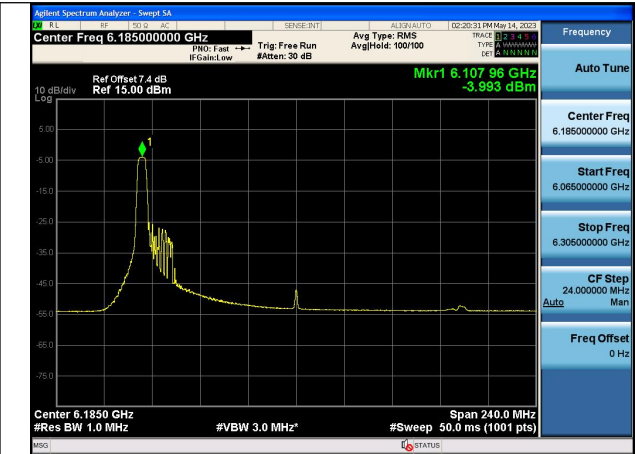 Agilent Spectrum Analyzer - Swept SA
RL RF 50 Ω AC SENSE:INT ALIGNAUTO 02:20:31 PM May 14, 2023
Center Freq 6.185000000 GHz
PNO: Fast
IFGain:Low
Trig: Free Run
#Atten: 30 dB
Avg Type: RMS
Avg|Hold: 100/100
TRACE 1 2 3 4 5 6
TYPE A
DET A N N N N N
Frequency
Ref Offset 7.4 dB
10 dB/div Ref 15.00 dBm
Log
Mkr1 6.107 96 GHz
-3.993 dBm
1
5.00
-5.00
-15.0
-25.0
-35.0
-45.0
-55.0
-65.0
-75.0
Center 6.1850 GHz Span 240.0 MHz
#Res BW 1.0 MHz #VBW 3.0 MHz* #Sweep 50.0 ms (1001 pts)
MSG STATUS
Auto Tune
Center Freq
6.185000000 GHz
Start Freq
6.065000000 GHz
Stop Freq
6.305000000 GHz
CF Step
24.000000 MHz
Auto Man
Freq Offset
0 Hz